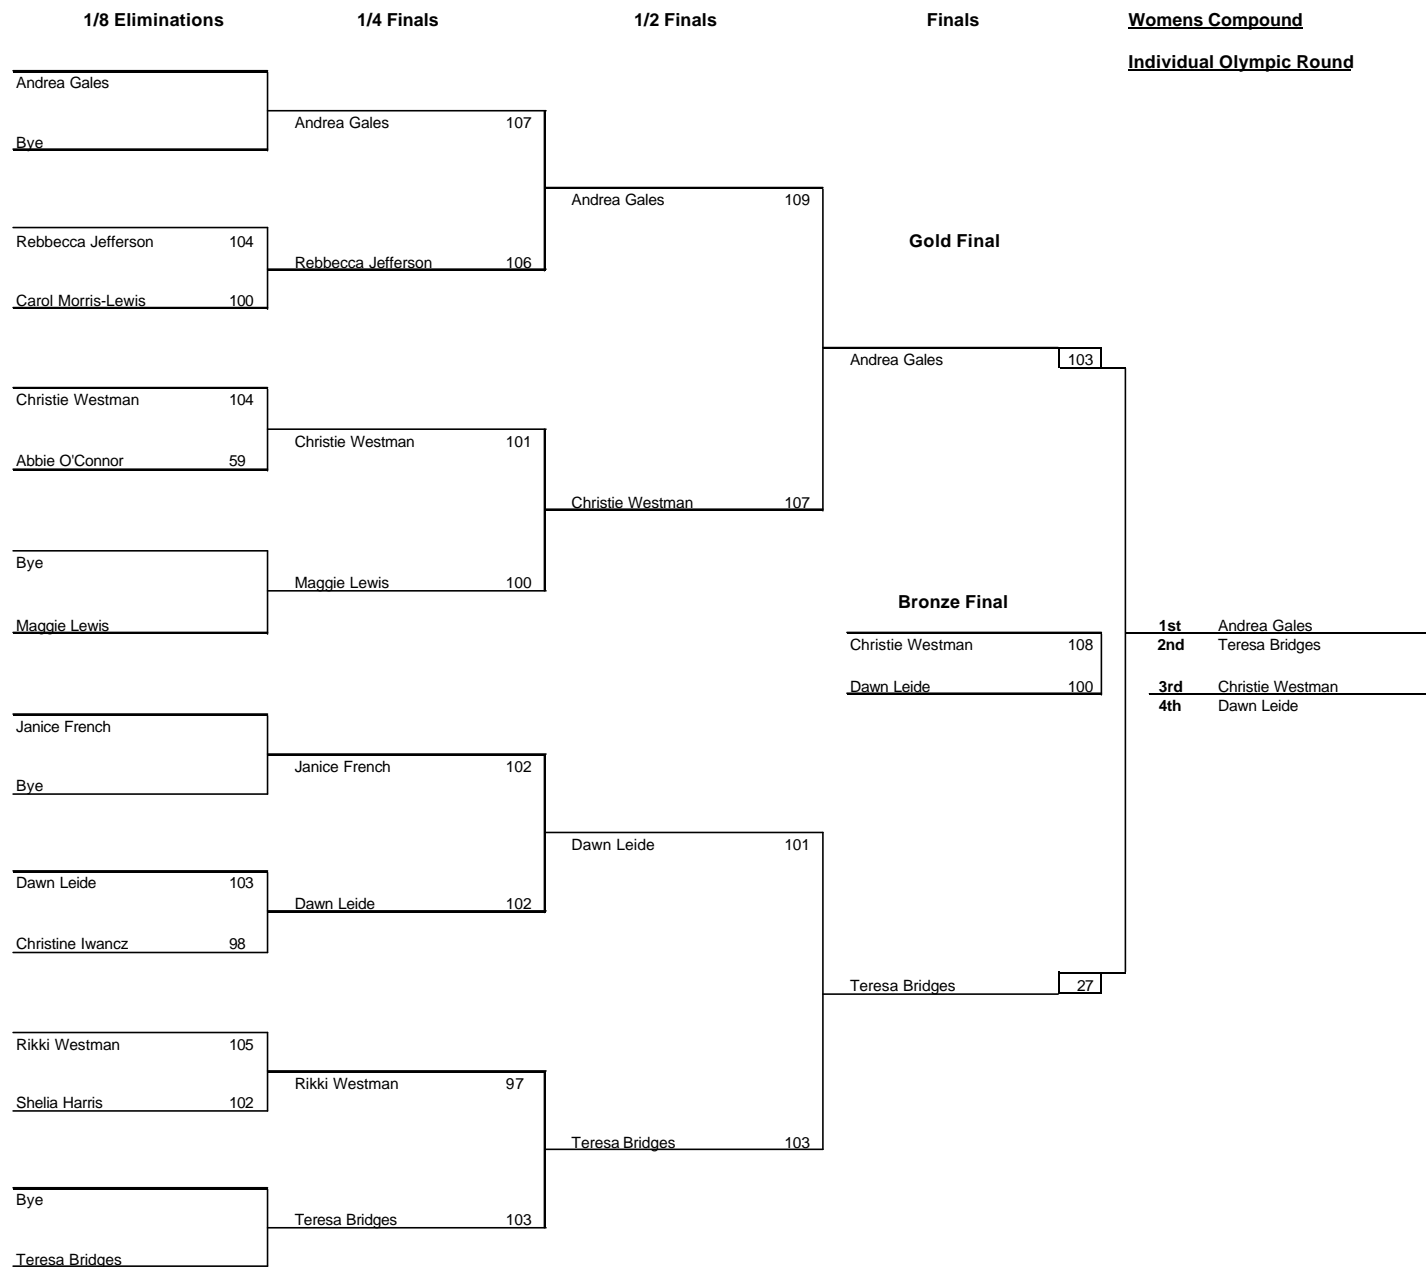 1/8 Eliminations 1/4 Finals 1/2 Finals Finals Womens Compound
Individual Olympic Round
Andrea Gales
Andrea Gales 107
Bye
Andrea Gales 109
Rebbecca Jefferson 104
Gold Final
Rebbecca Jefferson 106
Carol Morris-Lewis 100
Andrea Gales 103
Christie Westman 104
Christie Westman 101
Abbie O'Connor 59
Christie Westman 107
Bye
Maggie Lewis 100
Bronze Final
Maggie Lewis
1st Andrea Gales
Christie Westman 108
2nd Teresa Bridges
Dawn Leide 100
3rd Christie Westman
4th Dawn Leide
Janice French
Janice French 102
Bye
Dawn Leide 101
Dawn Leide 103
Dawn Leide 102
Christine Iwancz 98
Teresa Bridges 27
Rikki Westman 105
Rikki Westman 97
Shelia Harris 102
Teresa Bridges 103
Bye
Teresa Bridges 103
Teresa Bridges